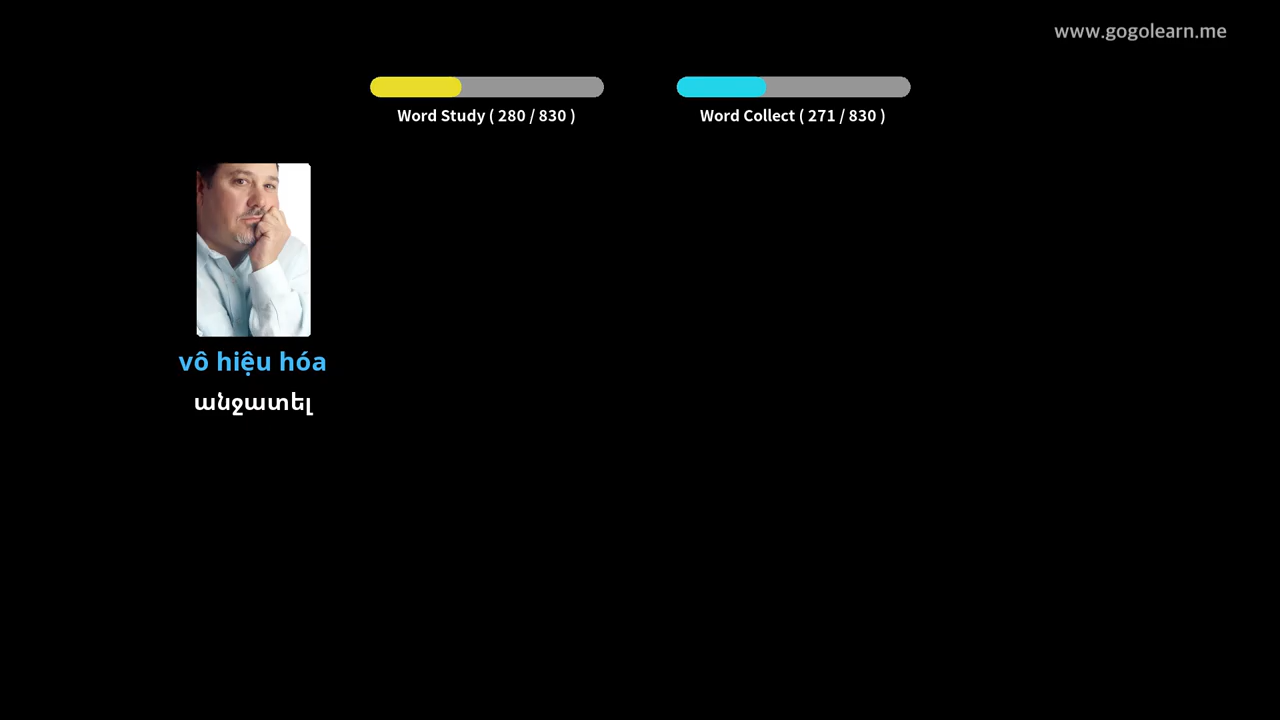 www.gogolearn.me
Word Study ( 280 / 830 )
Word Collect ( 271 / 830 )
vô hiệu hóa
անջատել